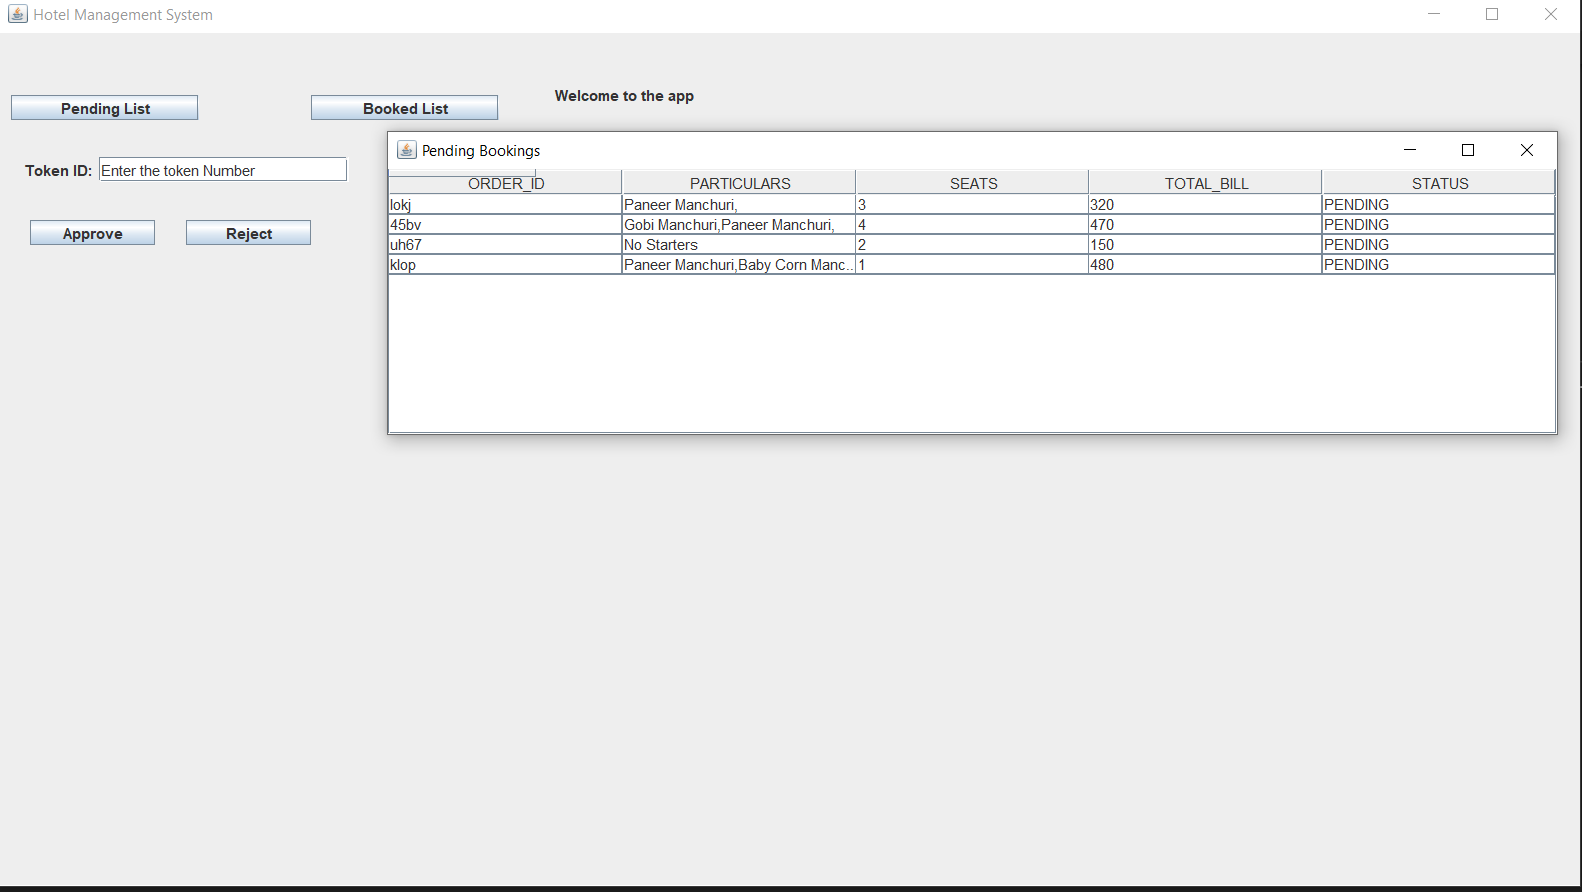 Hotel Management System
Pending List Booked List Welcome to the app
Pending Bookings
Token ID: Enter the token Number
ORDER_ID PARTICULARS SEATS TOTAL_BILL STATUS
lokj Paneer Manchuri, 3 320 PENDING
45bv Gobi Manchuri,Paneer Manchuri, 4 470 PENDING
uh67 No Starters 2 150 PENDING
klop Paneer Manchuri,Baby Corn Manc... 1 480 PENDING
Approve Reject